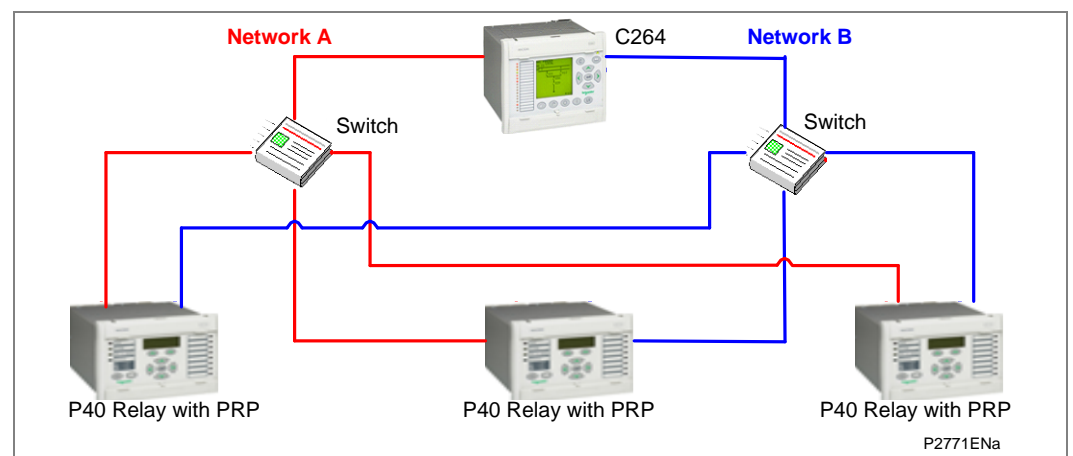 Network A
C264
Network B
Switch
Switch
P40 Relay with PRP
P40 Relay with PRP
P40 Relay with PRP
P2771ENa